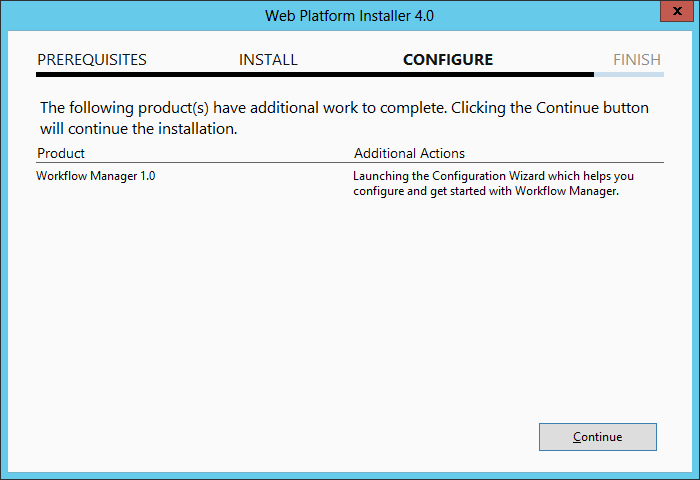 Web Platform Installer 4.0
x
PREREQUISITES INSTALL CONFIGURE FINISH
The following product(s) have additional work to complete. Clicking the Continue button
will continue the installation.
Product Additional Actions
Workflow Manager 1.0 Launching the Configuration Wizard which helps you
configure and get started with Workflow Manager.
Continue